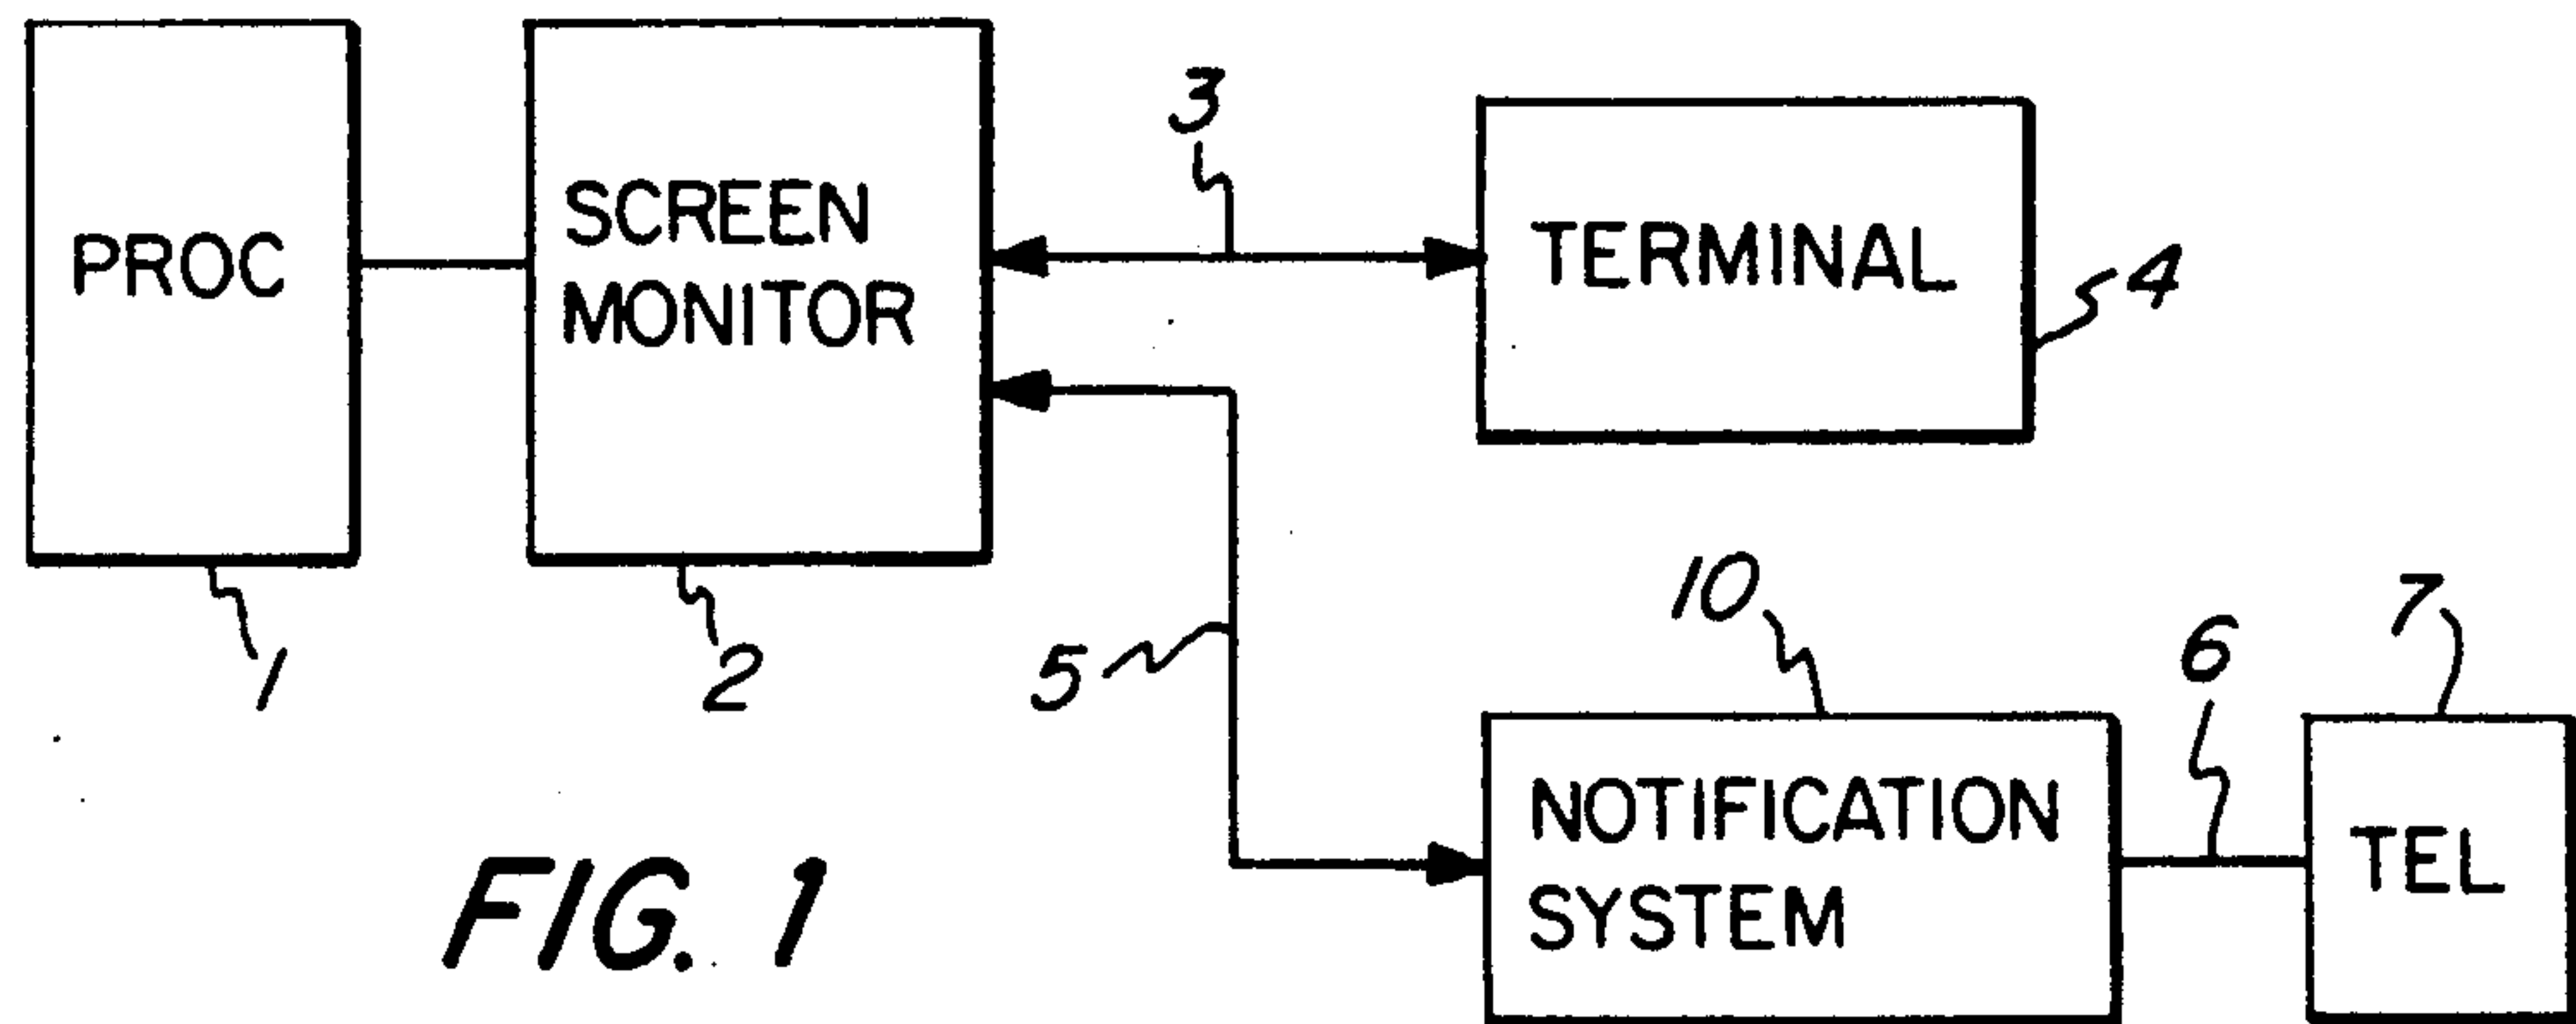 PROC
SCREEN
MONITOR
3
TERMINAL
4
1
2
5
10
6
7
NOTIFICATION
SYSTEM
TEL
FIG. 1